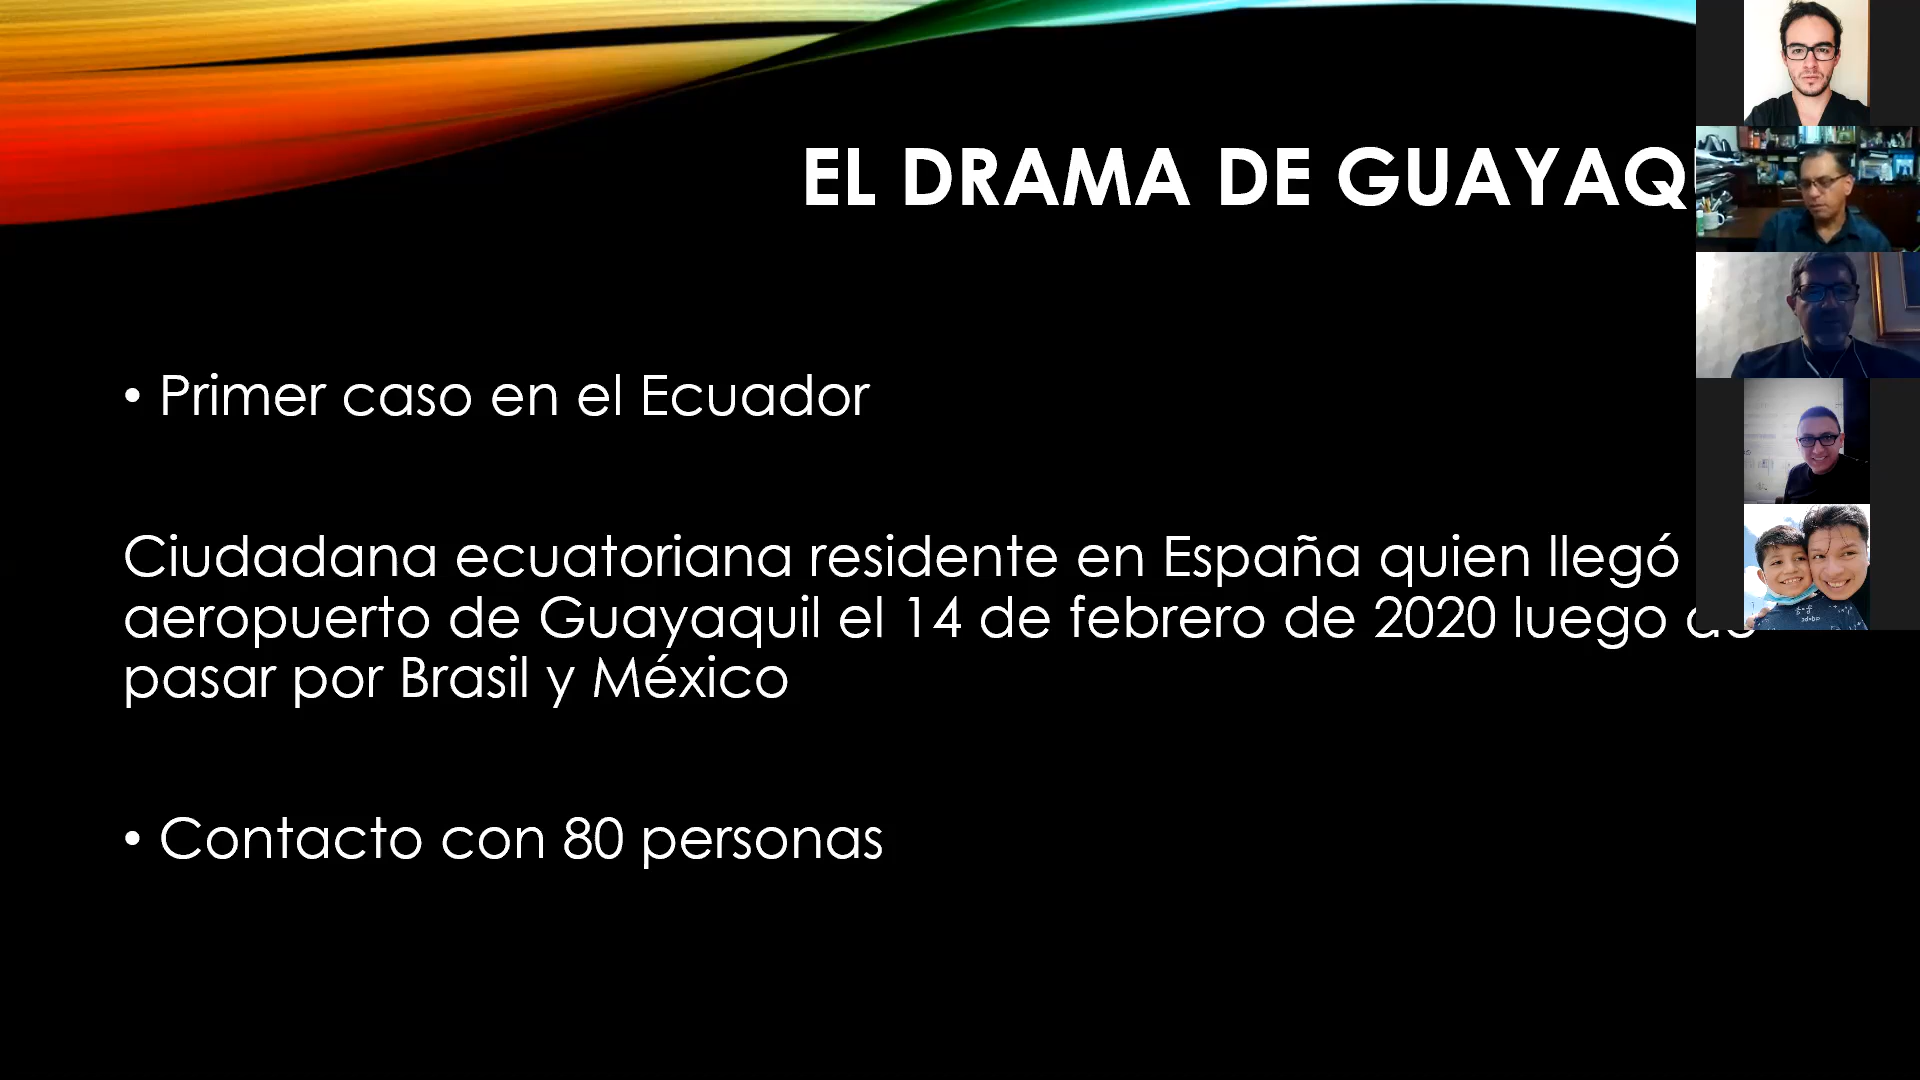 EL DRAMA DE GUAYAQ
• Primer caso en el Ecuador
Ciudadana ecuatoriana residente en España quien llegó
aeropuerto de Guayaquil el 14 de febrero de 2020 luego
pasar por Brasil y México
• Contacto con 80 personas